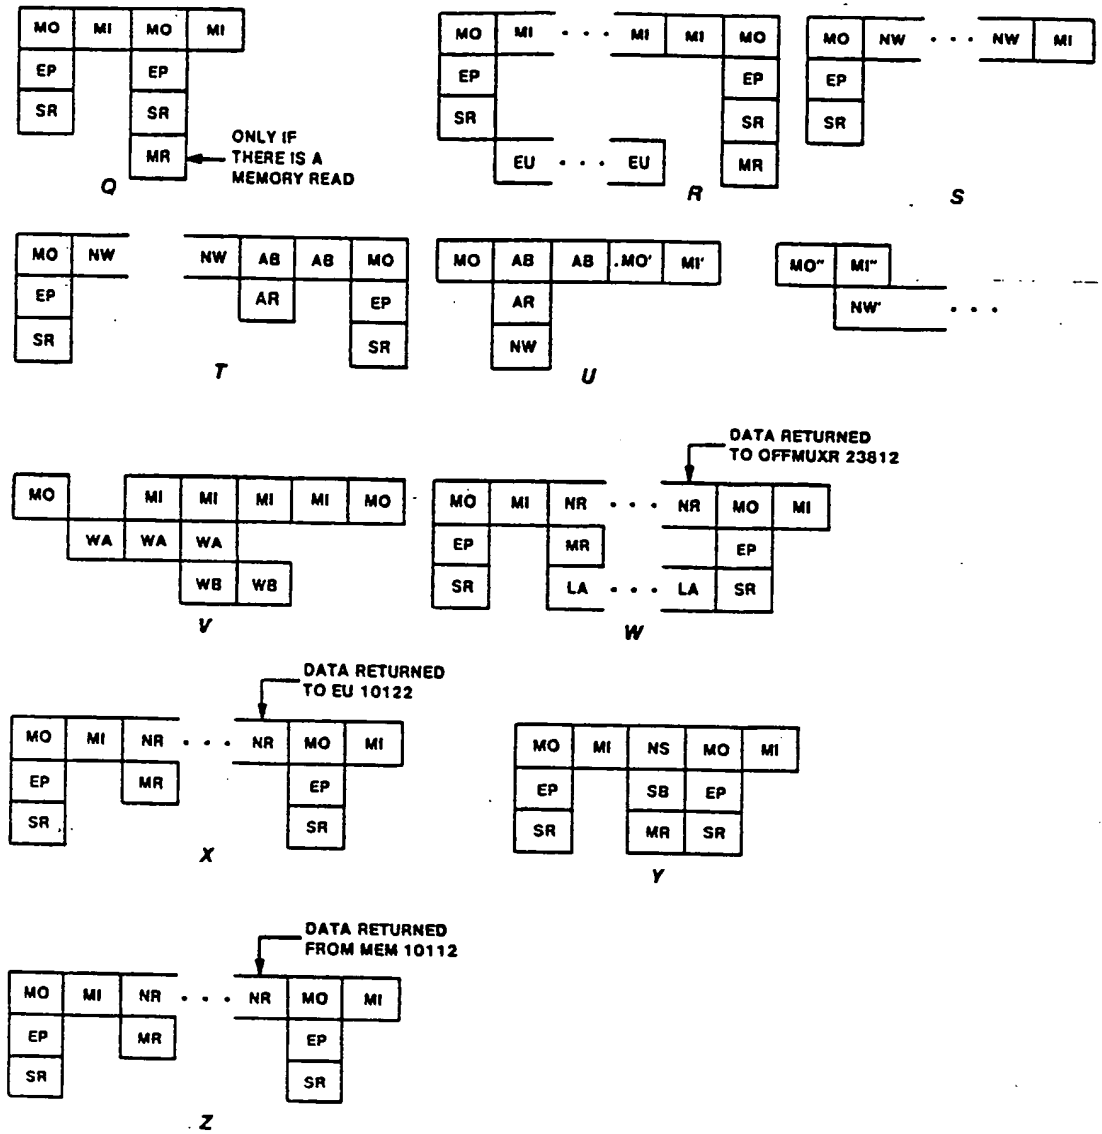 MO MI MO MI
EP EP
SR SR
MR
ONLY IF
THERE IS A
MEMORY READ
Q
MO MI • • • MI MI MO
EP EP
SR SR
EU • • • EU MR
R
MO NW • • • NW MI
EP
SR
S
MO NW NW AB AB MO
EP AR EP
SR SR
T
MO AB AB MO' MI'
AR
NW
U
MO" MI"
NW' • • •
MO MI MI MI MI MO
WA WA WA
WB WB
V
DATA RETURNED
TO OFFMUXR 23812
MO MI NR • • • NR MO MI
EP MR EP
SR LA • • • LA SR
W
DATA RETURNED
TO EU 10122
MO MI NR • • • NR MO MI
EP MR EP
SR SR
X
MO MI NS MO MI
EP SB EP
SR MR SR
Y
DATA RETURNED
FROM MEM 10112
MO MI NR • • • NR MO MI
EP MR EP
SR SR
Z